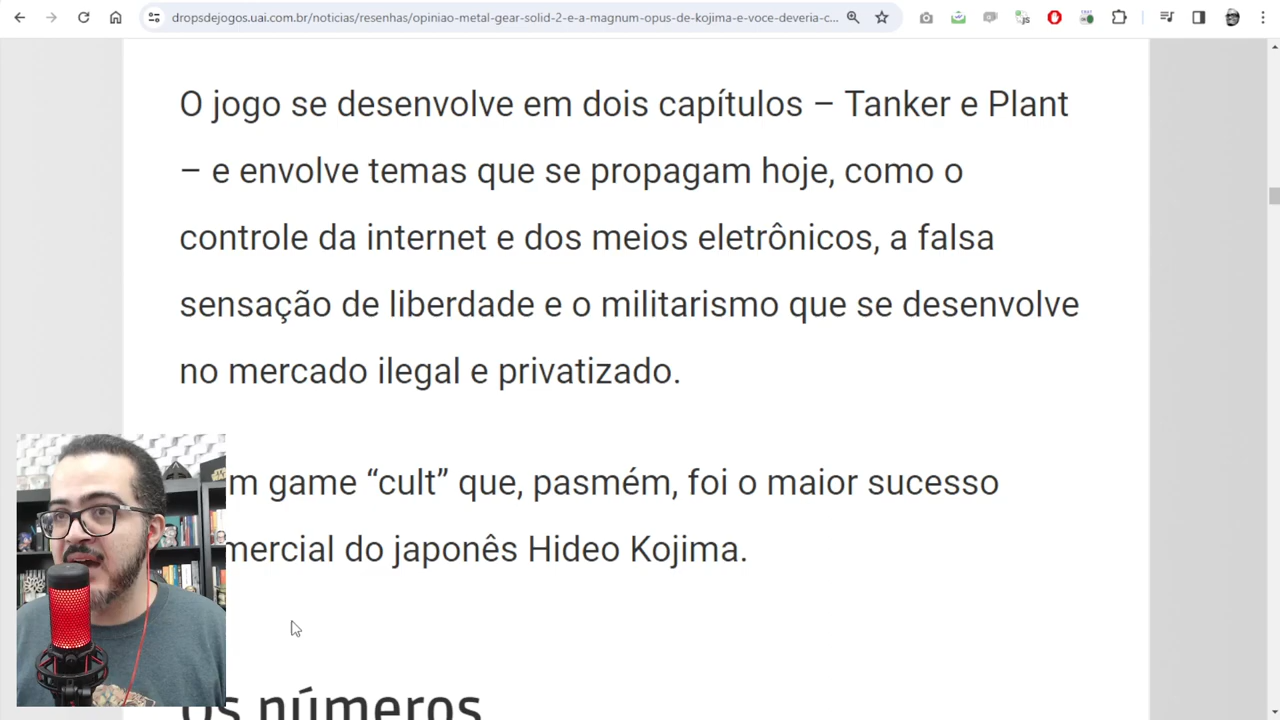 dropsdejogos.uai.com.br/noticias/resenhas/opiniao-metal-gear-solid-2-e-a-magnum-opus-de-kojima-e-voce-deveria-c...
O jogo se desenvolve em dois capítulos – Tanker e Plant
– e envolve temas que se propagam hoje, como o
controle da internet e dos meios eletrônicos, a falsa
sensação de liberdade e o militarismo que se desenvolve
no mercado ilegal e privatizado.
m game “cult” que, pasmém, foi o maior sucesso
mercial do japonês Hideo Kojima.
Os números